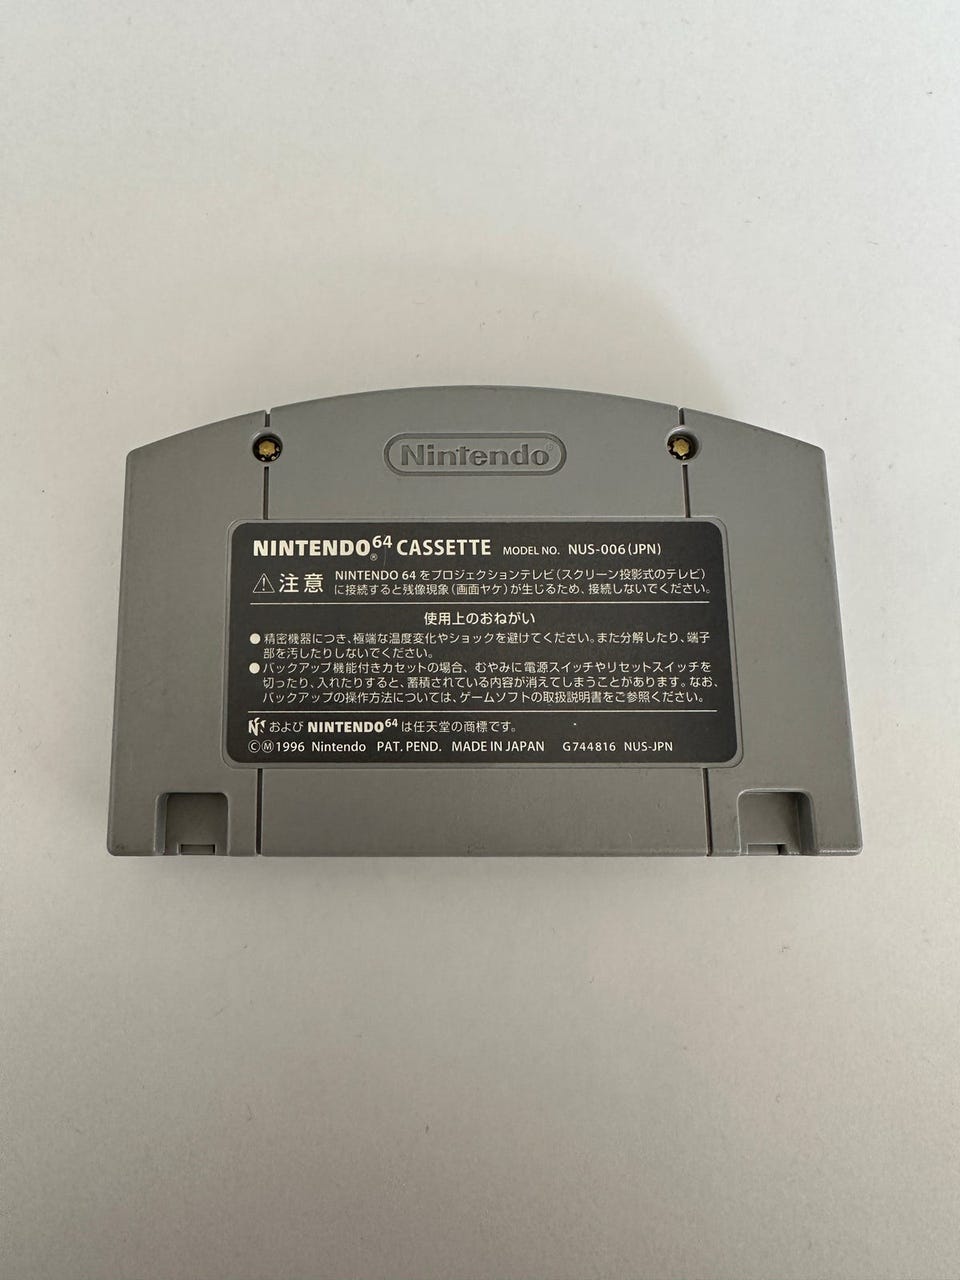 Nintendo
NINTENDO64 CASSETTE MODEL NO. NUS-006(JPN)
注意 NINTENDO 64 をプロジェクションテレビ(スクリーン投影式のテレビ)
に接続すると残像現象(画面ヤケ)が生じるため、接続しないでください。
使用上のおねがい
●精密機器につき、極端な温度変化やショックを避けてください。また分解したり、端子
部を汚したりしないでください。
●バックアップ機能付きカセットの場合、むやみに電源スイッチやリセットスイッチを
切ったり、入れたりすると、蓄積されている内容が消えてしまうことがあります。なお、
バックアップの操作方法については、ゲームソフトの取扱説明書をご参照ください。
および NINTENDO64 は任天堂の商標です。
ⒸⓂ1996 Nintendo PAT. PEND. MADE IN JAPAN G744816 NUS-JPN